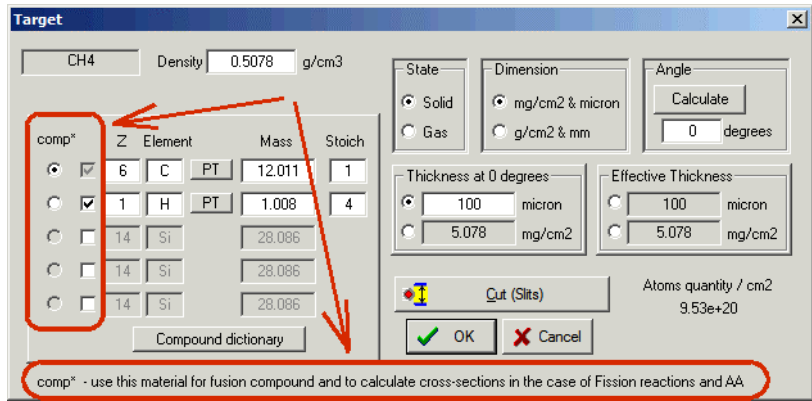 Target
CH4 Density 0.5078 g/cm3
comp* Z Element Mass Stoich
6 C PT 12.011 1
1 H PT 1.008 4
14 Si 28.086
14 Si 28.086
14 Si 28.086
Compound dictionary
State
Solid
Gas
Dimension
mg/cm2 & micron
g/cm2 & mm
Angle
Calculate
0 degrees
Thickness at 0 degrees
100 micron
5.078 mg/cm2
Effective Thickness
100 micron
5.078 mg/cm2
Cut (Slits)
Atoms quantity / cm2
9.53e+20
OK Cancel
comp* - use this material for fusion compound and to calculate cross-sections in the case of Fission reactions and AA